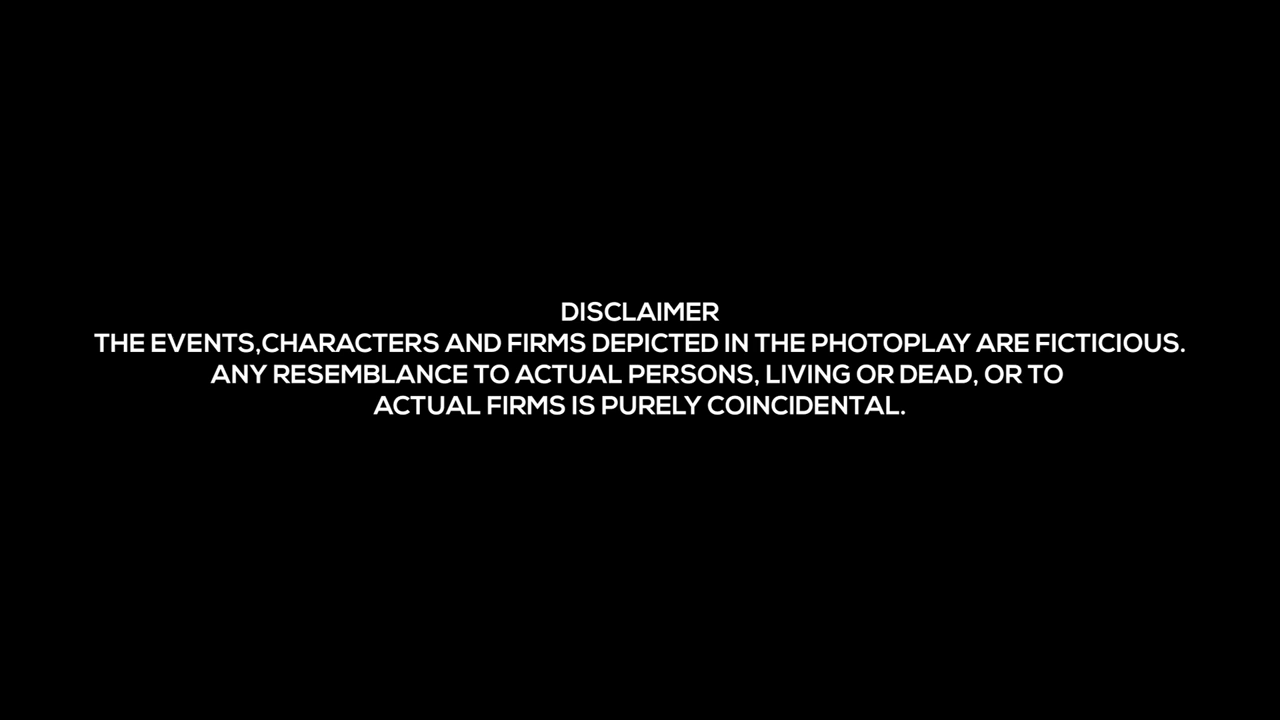 DISCLAIMER
THE EVENTS,CHARACTERS AND FIRMS DEPICTED IN THE PHOTOPLAY ARE FICTICIOUS.
ANY RESEMBLANCE TO ACTUAL PERSONS, LIVING OR DEAD, OR TO
ACTUAL FIRMS IS PURELY COINCIDENTAL.